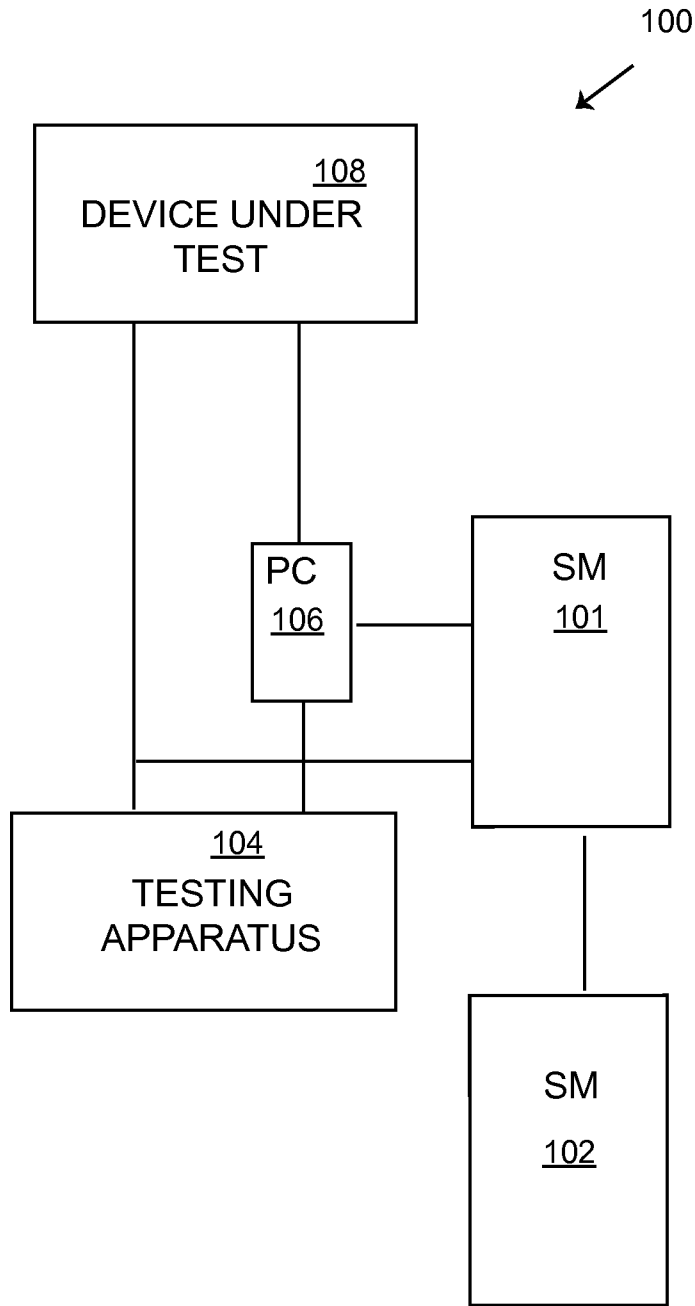 100
108
DEVICE UNDER
TEST
PC
106
SM
101
104
TESTING
APPARATUS
SM
102